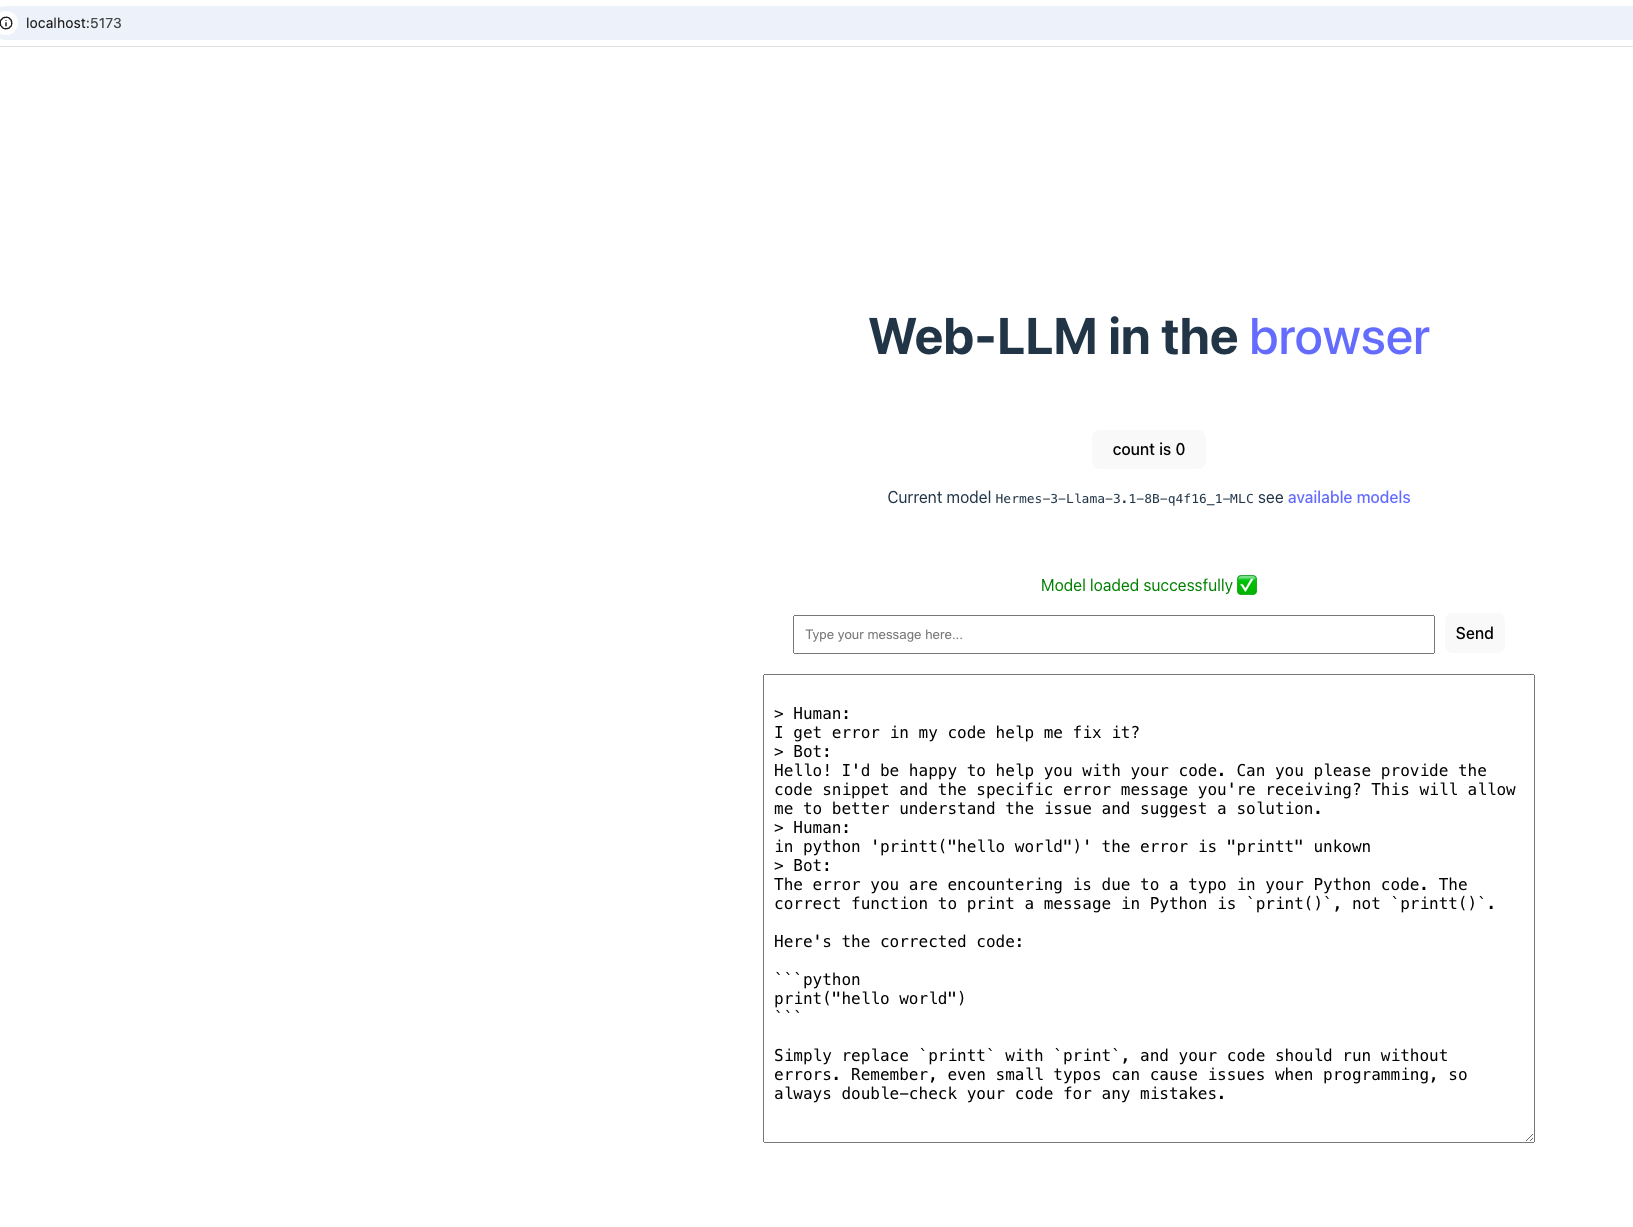 localhost:5173
Web-LLM in the browser
count is 0
Current model Hermes-3-Llama-3.1-8B-q4f16_1-MLC see available models
Model loaded successfully ✅
Type your message here...
Send
> Human:
I get error in my code help me fix it?
> Bot:
Hello! I'd be happy to help you with your code. Can you please provide the
code snippet and the specific error message you're receiving? This will allow
me to better understand the issue and suggest a solution.
> Human:
in python 'printt("hello world")' the error is "printt" unkown
> Bot:
The error you are encountering is due to a typo in your Python code. The
correct function to print a message in Python is `print()`, not `printt()`.
Here's the corrected code:
```python
print("hello world")
```
Simply replace `printt` with `print`, and your code should run without
errors. Remember, even small typos can cause issues when programming, so
always double-check your code for any mistakes.